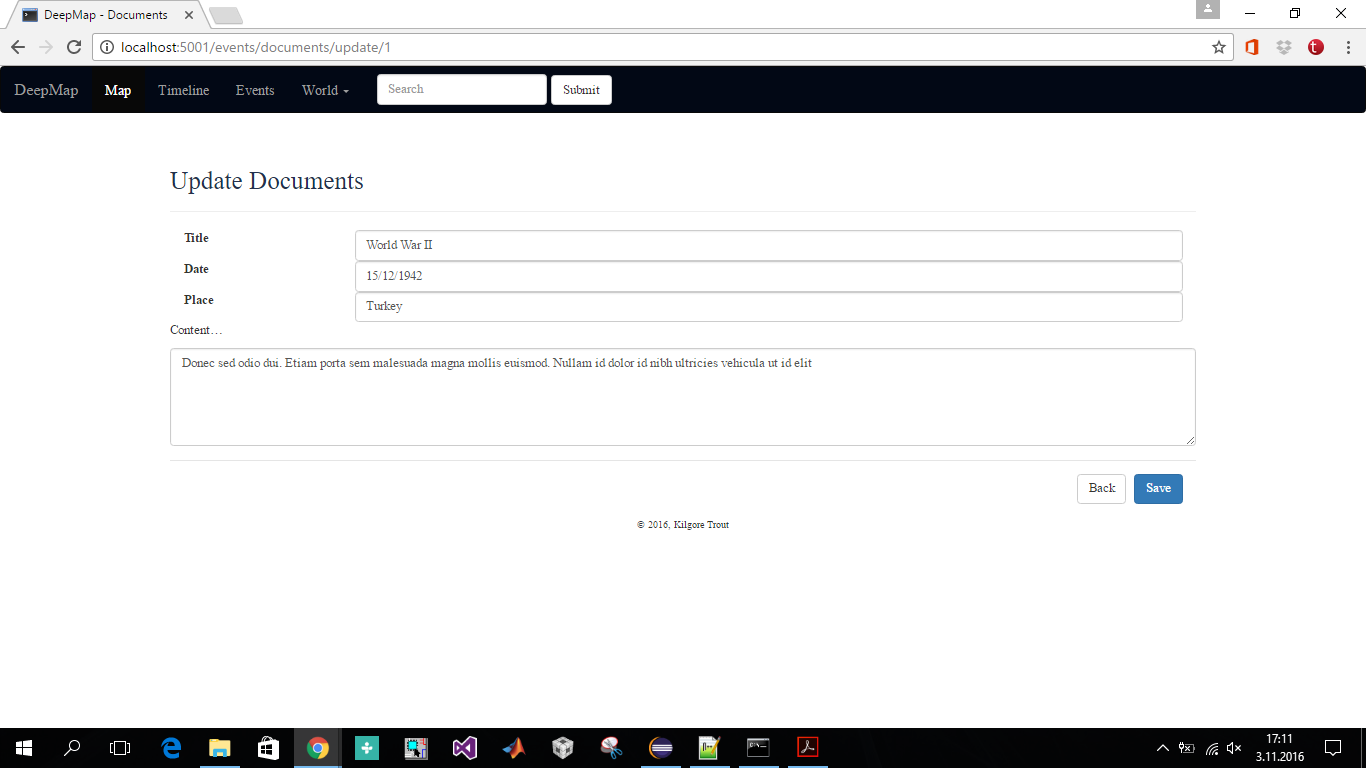 DeepMap - Documents
localhost:5001/events/documents/update/1
DeepMap Map Timeline Events World Search Submit
Update Documents
Title World War II
Date 15/12/1942
Place Turkey
Content…
Donec sed odio dui. Etiam porta sem malesuada magna mollis euismod. Nullam id dolor id nibh ultricies vehicula ut id elit
Back Save
© 2016, Kilgore Trout
17:11
3.11.2016